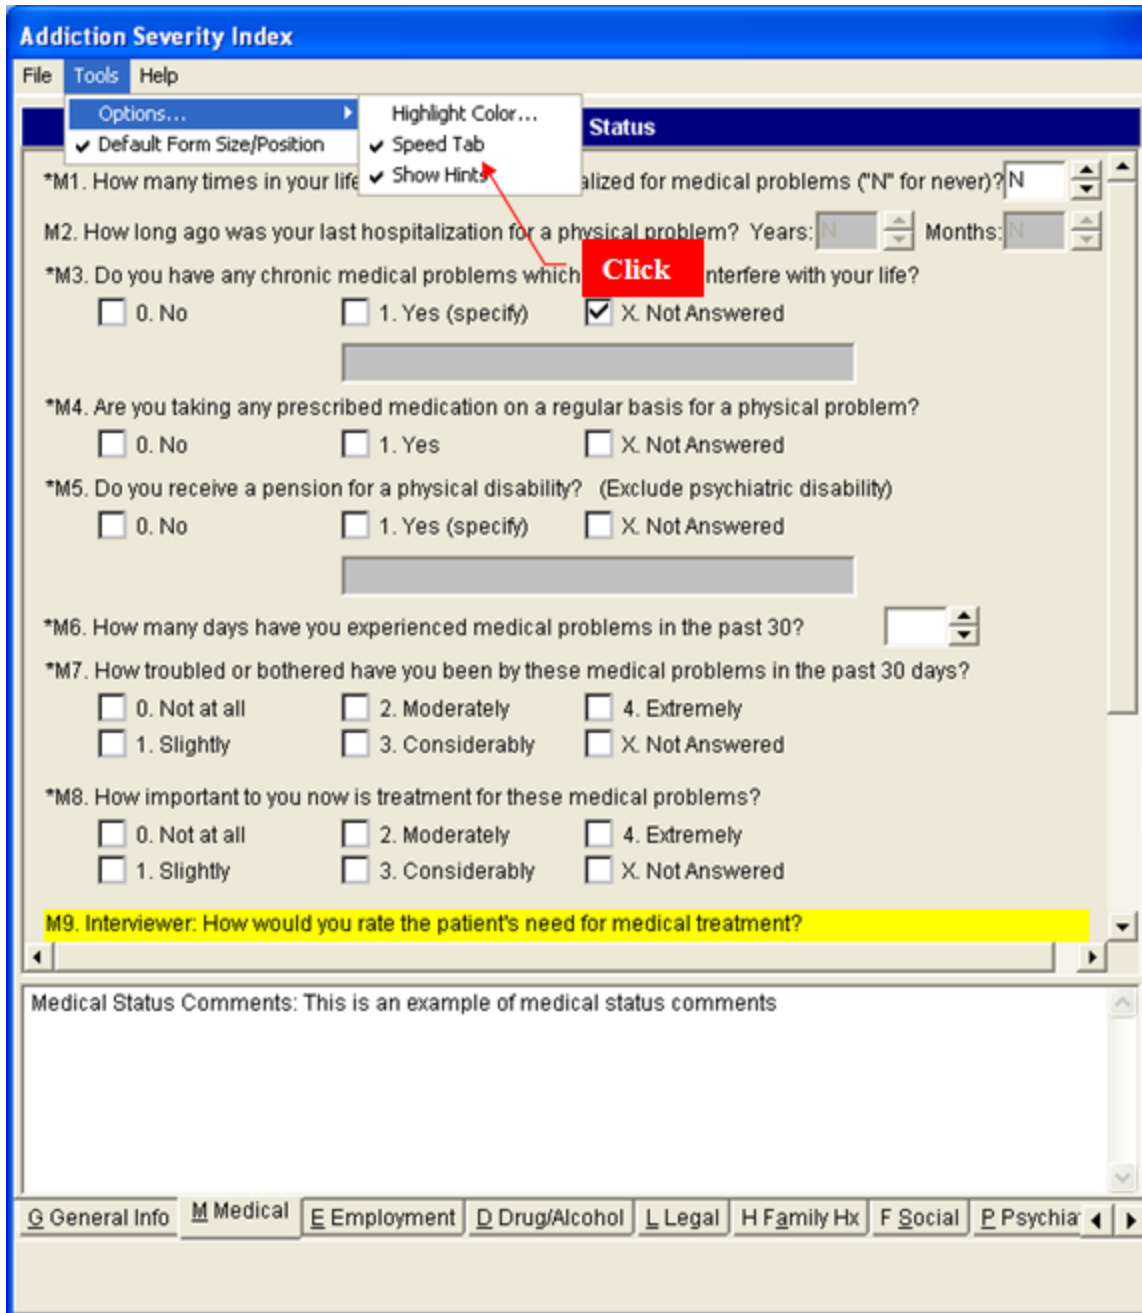 Addiction Severity Index
File Tools Help
Options...
Default Form Size/Position
Highlight Color...
Speed Tab
Show Hints
Status
*M1. How many times in your life alized for medical problems ("N" for never)? N
M2. How long ago was your last hospitalization for a physical problem? Years: N Months: N
*M3. Do you have any chronic medical problems which interfere with your life?
Click
0. No 1. Yes (specify) X. Not Answered
*M4. Are you taking any prescribed medication on a regular basis for a physical problem?
0. No 1. Yes X. Not Answered
*M5. Do you receive a pension for a physical disability? (Exclude psychiatric disability)
0. No 1. Yes (specify) X. Not Answered
*M6. How many days have you experienced medical problems in the past 30?
*M7. How troubled or bothered have you been by these medical problems in the past 30 days?
0. Not at all 2. Moderately 4. Extremely
1. Slightly 3. Considerably X. Not Answered
*M8. How important to you now is treatment for these medical problems?
0. Not at all 2. Moderately 4. Extremely
1. Slightly 3. Considerably X. Not Answered
M9. Interviewer: How would you rate the patient's need for medical treatment?
Medical Status Comments: This is an example of medical status comments
G General Info M Medical E Employment D Drug/Alcohol L Legal H Family Hx F Social P Psychia